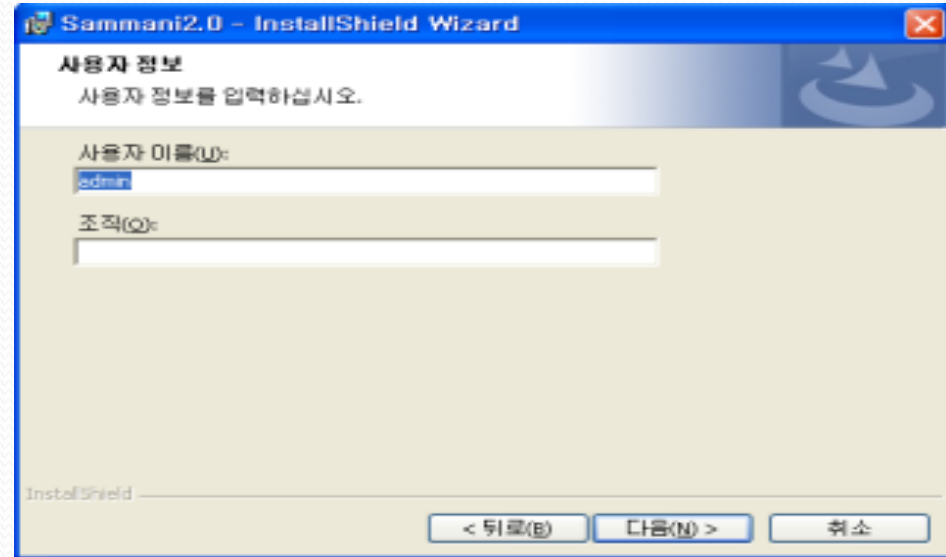 Sammani2.0 - InstallShield Wizard
사용자 정보
사용자 정보를 입력하십시오.
사용자 이름(U):
admin
조직(O):
InstallShield
< 뒤로(B) 다음(N) > 취소